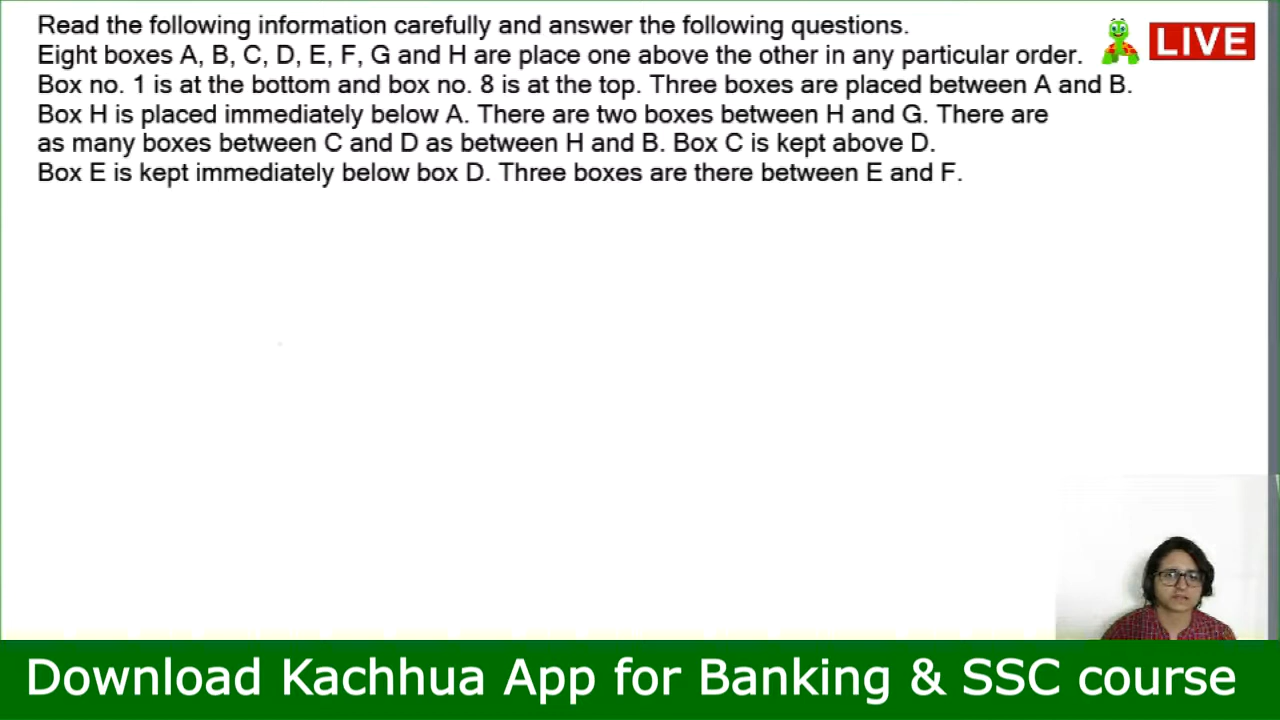 Read the following information carefully and answer the following questions.
Eight boxes A, B, C, D, E, F, G and H are place one above the other in any particular order.
LIVE
Box no. 1 is at the bottom and box no. 8 is at the top. Three boxes are placed between A and B.
Box H is placed immediately below A. There are two boxes between H and G. There are
as many boxes between C and D as between H and B. Box C is kept above D.
Box E is kept immediately below box D. Three boxes are there between E and F.
Download Kachhua App for Banking & SSC course